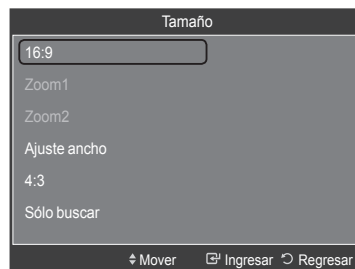 Tamaño
16:9
Zoom1
Zoom2
Ajuste ancho
4:3
Sólo buscar
Mover Ingresar Regresar